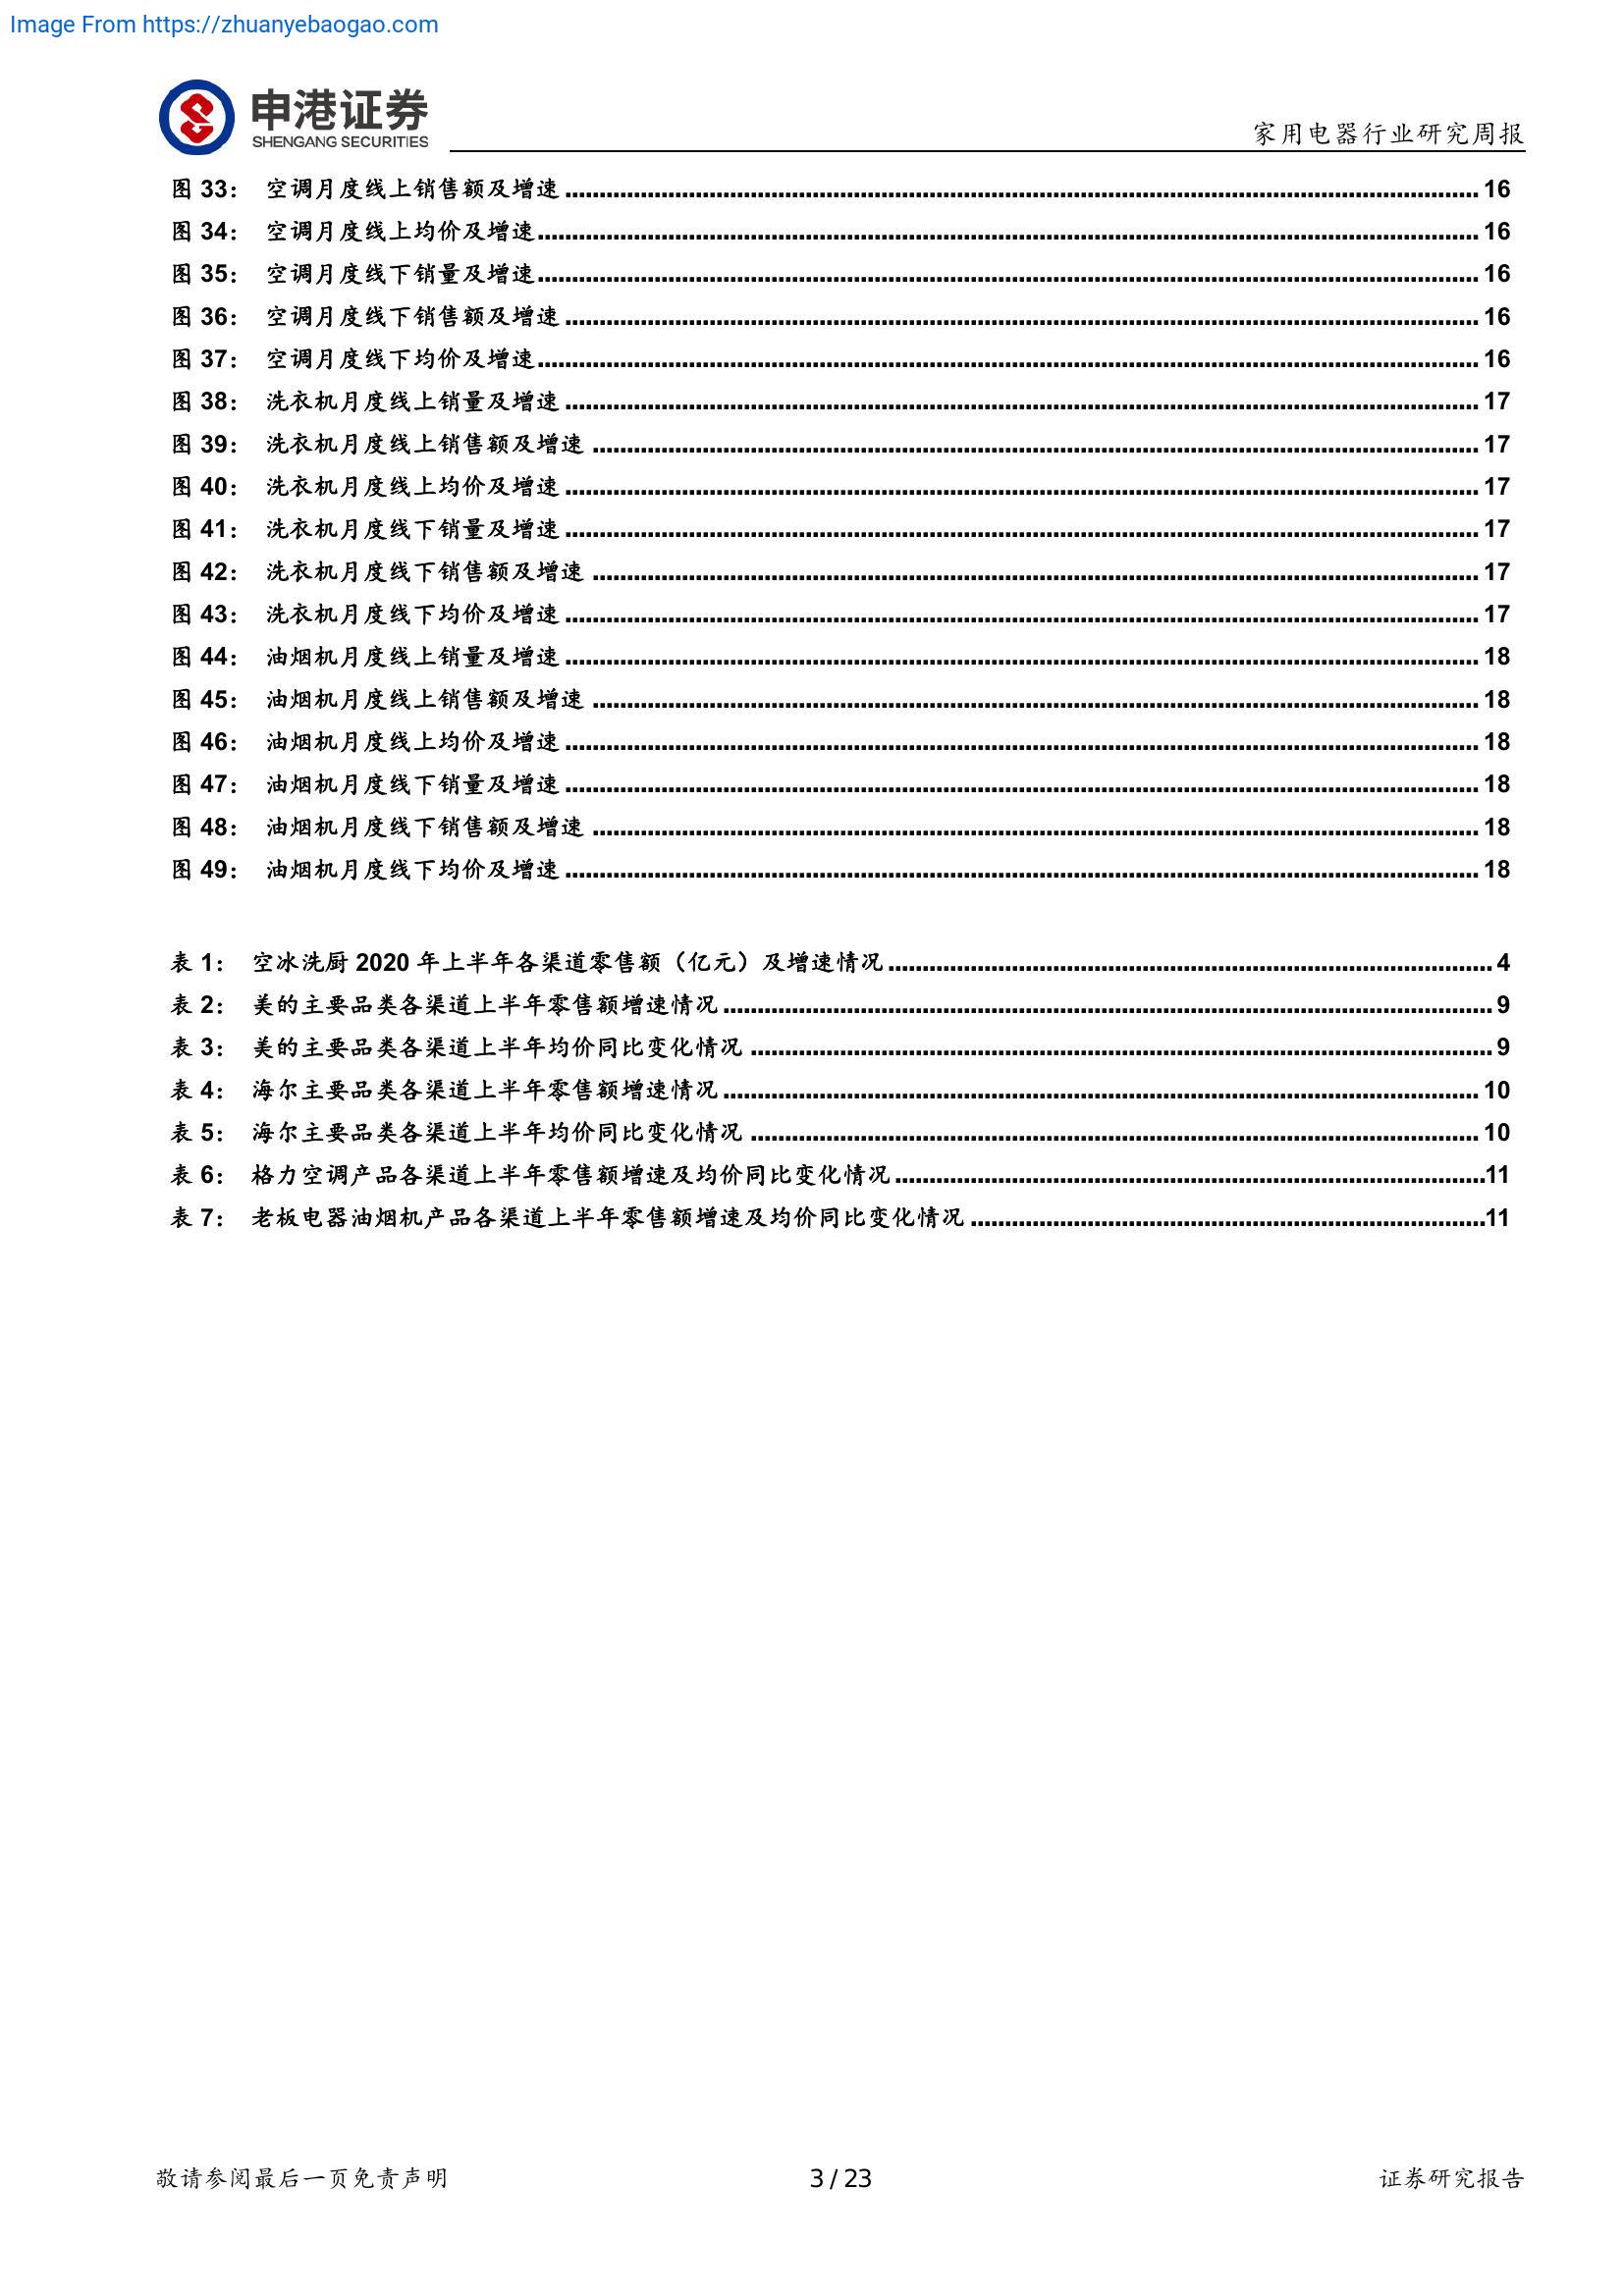 Image From https://zhuanyebaogao.com
申港证券
SHENGANG SECURITIES
家用电器行业研究周报
图 33： 空调月度线上销售额及增速 ........ 16
图 34： 空调月度线上均价及增速 ........ 16
图 35： 空调月度线下销量及增速 ........ 16
图 36： 空调月度线下销售额及增速 ........ 16
图 37： 空调月度线下均价及增速 ........ 16
图 38： 洗衣机月度线上销量及增速 ........ 17
图 39： 洗衣机月度线上销售额及增速 ........ 17
图 40： 洗衣机月度线上均价及增速 ........ 17
图 41： 洗衣机月度线下销量及增速 ........ 17
图 42： 洗衣机月度线下销售额及增速 ........ 17
图 43： 洗衣机月度线下均价及增速 ........ 17
图 44： 油烟机月度线上销量及增速 ........ 18
图 45： 油烟机月度线上销售额及增速 ........ 18
图 46： 油烟机月度线上均价及增速 ........ 18
图 47： 油烟机月度线下销量及增速 ........ 18
图 48： 油烟机月度线下销售额及增速 ........ 18
图 49： 油烟机月度线下均价及增速 ........ 18
表 1： 空冰洗厨 2020 年上半年各渠道零售额（亿元）及增速情况 ........ 4
表 2： 美的主要品类各渠道上半年零售额增速情况 ........ 9
表 3： 美的主要品类各渠道上半年均价同比变化情况 ........ 9
表 4： 海尔主要品类各渠道上半年零售额增速情况 ........ 10
表 5： 海尔主要品类各渠道上半年均价同比变化情况 ........ 10
表 6： 格力空调产品各渠道上半年零售额增速及均价同比变化情况 ........ 11
表 7： 老板电器油烟机产品各渠道上半年零售额增速及均价同比变化情况 ........ 11
敬请参阅最后一页免责声明
3 / 23
证券研究报告